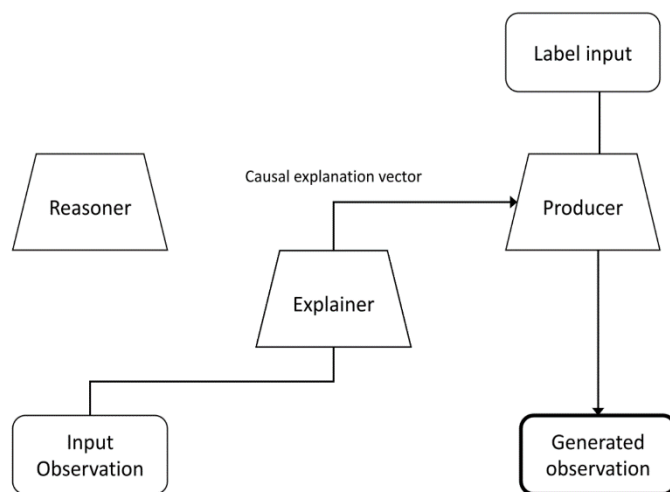 Label input
Reasoner
Causal explanation vector
Producer
Explainer
Input
Observation
Generated
observation